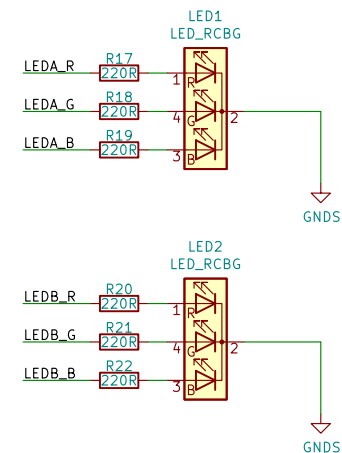 LED1
LED_RCBG
LEDA_R R17 220R 1 R
LEDA_G R18 220R 4 G 2
LEDA_B R19 220R 3 B
GNDS
LED2
LED_RCBG
LEDB_R R20 220R 1 R
LEDB_G R21 220R 4 G 2
LEDB_B R22 220R 3 B
GNDS